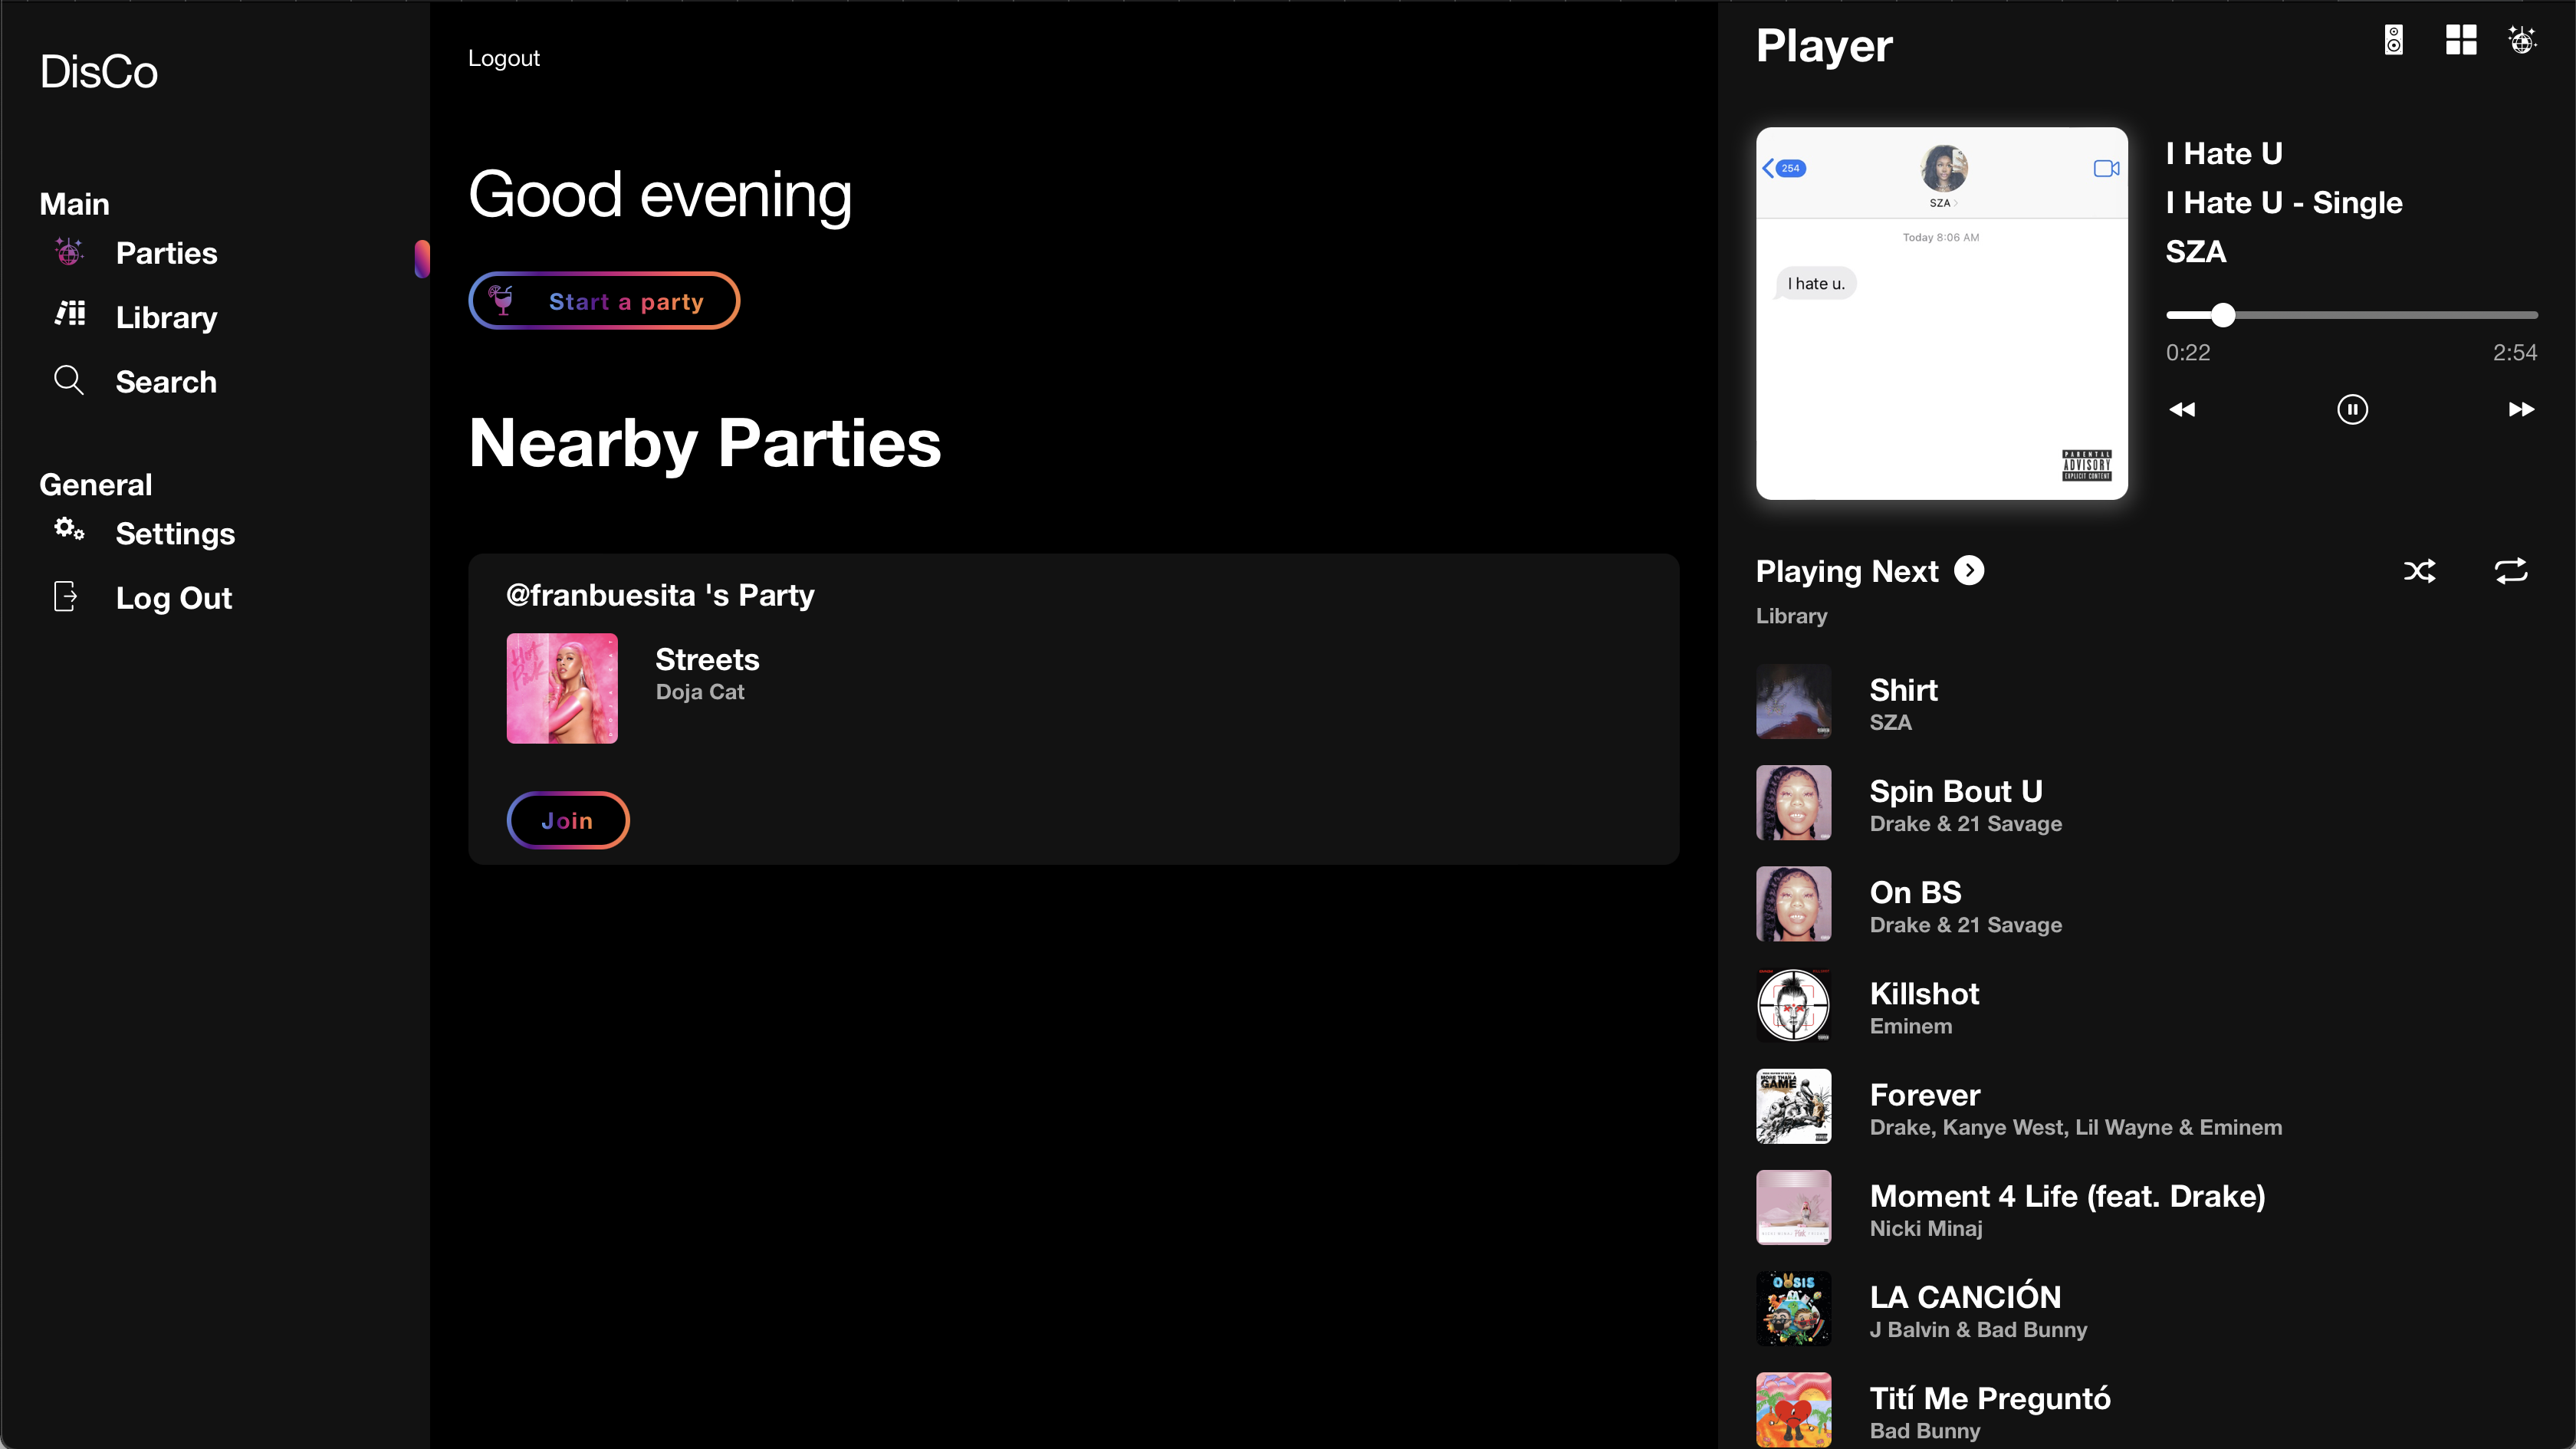 DisCo
Main
Parties
Library
Search
General
Settings
Log Out
Logout
Good evening
Start a party
Nearby Parties
@franbuesita 's Party
Streets
Doja Cat
Join
Player
254
SZA
Today 8:06 AM
I hate u.
PARENTAL
ADVISORY
EXPLICIT CONTENT
I Hate U
I Hate U - Single
SZA
0:22
2:54
Playing Next
Library
Shirt
SZA
Spin Bout U
Drake & 21 Savage
On BS
Drake & 21 Savage
Killshot
Eminem
MORE THAN A
GAME
Forever
Drake, Kanye West, Lil Wayne & Eminem
Moment 4 Life (feat. Drake)
Nicki Minaj
LA CANCIÓN
J Balvin & Bad Bunny
Tití Me Preguntó
Bad Bunny